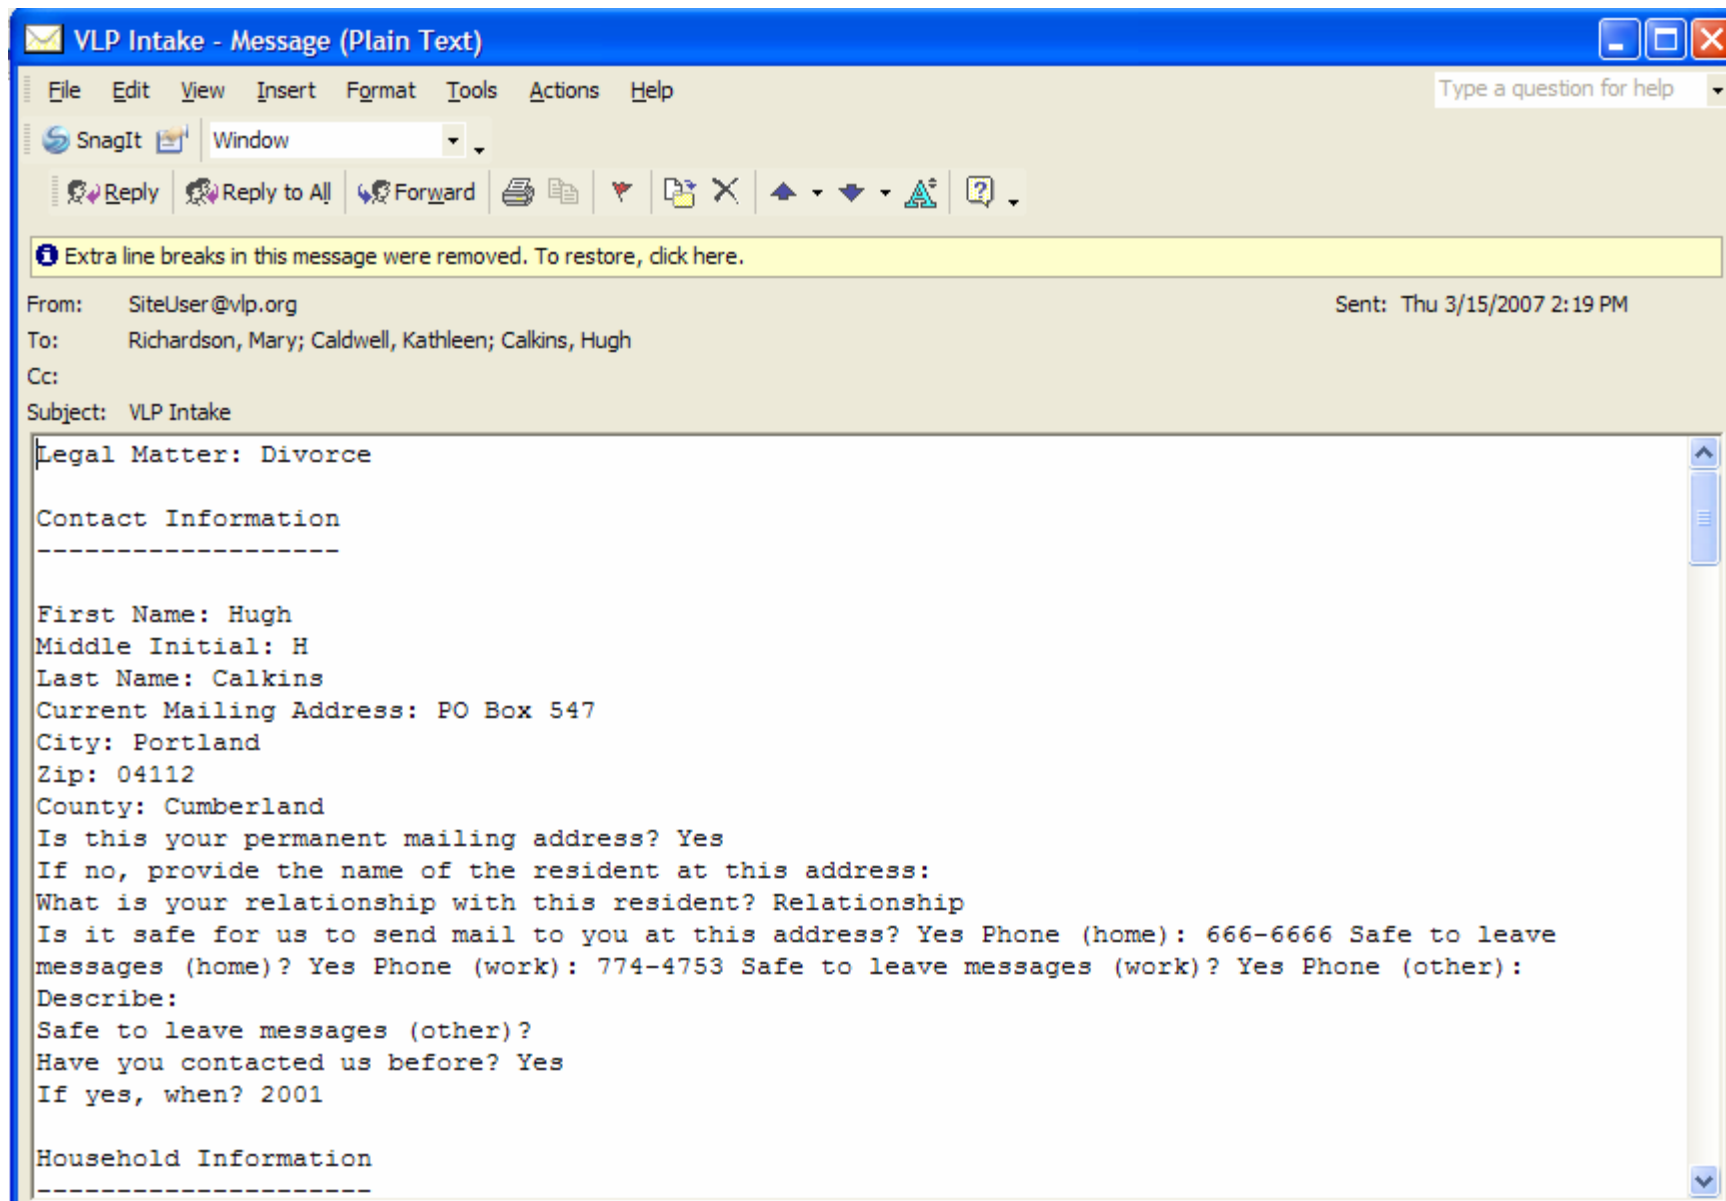 VLP Intake - Message (Plain Text)
File Edit View Insert Format Tools Actions Help
Type a question for help
SnagIt Window
Reply Reply to All Forward
Extra line breaks in this message were removed. To restore, click here.
From: SiteUser@vlp.org Sent: Thu 3/15/2007 2:19 PM
To: Richardson, Mary; Caldwell, Kathleen; Calkins, Hugh
Cc:
Subject: VLP Intake
Legal Matter: Divorce
Contact Information
-------------------
First Name: Hugh
Middle Initial: H
Last Name: Calkins
Current Mailing Address: PO Box 547
City: Portland
Zip: 04112
County: Cumberland
Is this your permanent mailing address? Yes
If no, provide the name of the resident at this address:
What is your relationship with this resident? Relationship
Is it safe for us to send mail to you at this address? Yes Phone (home): 666-6666 Safe to leave
messages (home)? Yes Phone (work): 774-4753 Safe to leave messages (work)? Yes Phone (other):
Describe:
Safe to leave messages (other)?
Have you contacted us before? Yes
If yes, when? 2001
Household Information
---------------------